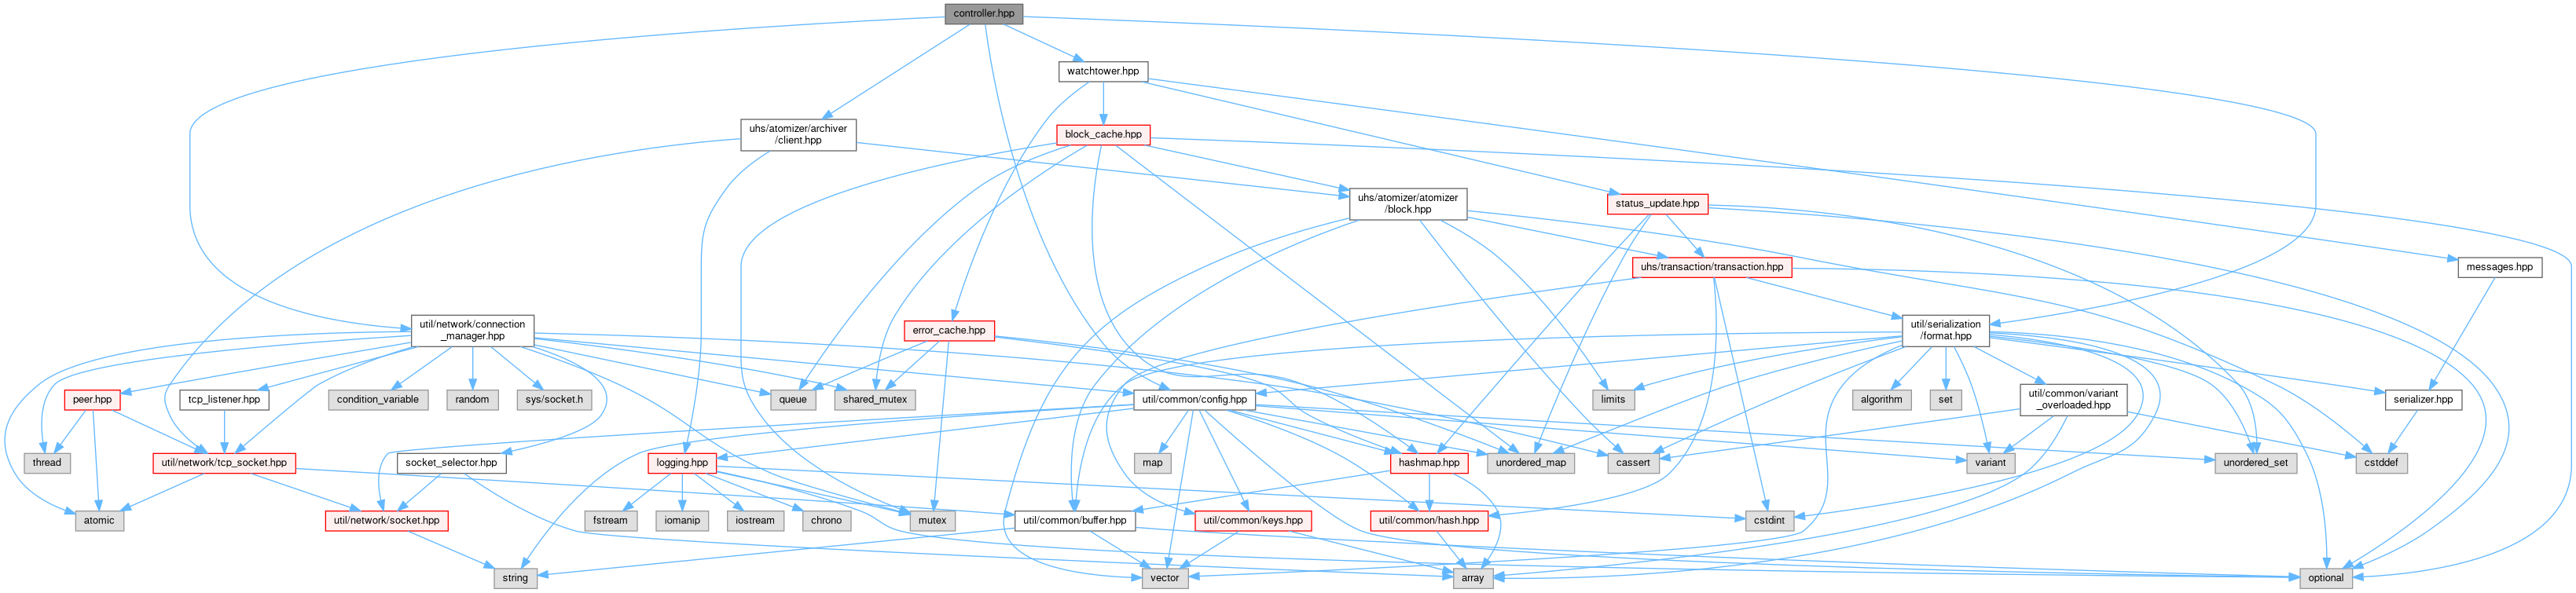 controller.hpp
watchtower.hpp
uhs/atomizer/archiver
/client.hpp
block_cache.hpp
uhs/atomizer/atomizer
/block.hpp
status_update.hpp
uhs/transaction/transaction.hpp
messages.hpp
util/network/connection
_manager.hpp
error_cache.hpp
util/serialization
/format.hpp
peer.hpp
tcp_listener.hpp
condition_variable
random
sys/socket.h
queue
shared_mutex
util/common/config.hpp
limits
algorithm
set
util/common/variant
_overloaded.hpp
serializer.hpp
thread
util/network/tcp_socket.hpp
socket_selector.hpp
logging.hpp
map
hashmap.hpp
unordered_map
cassert
variant
unordered_set
cstddef
atomic
util/network/socket.hpp
fstream
iomanip
iostream
chrono
mutex
util/common/buffer.hpp
util/common/keys.hpp
util/common/hash.hpp
cstdint
string
vector
array
optional